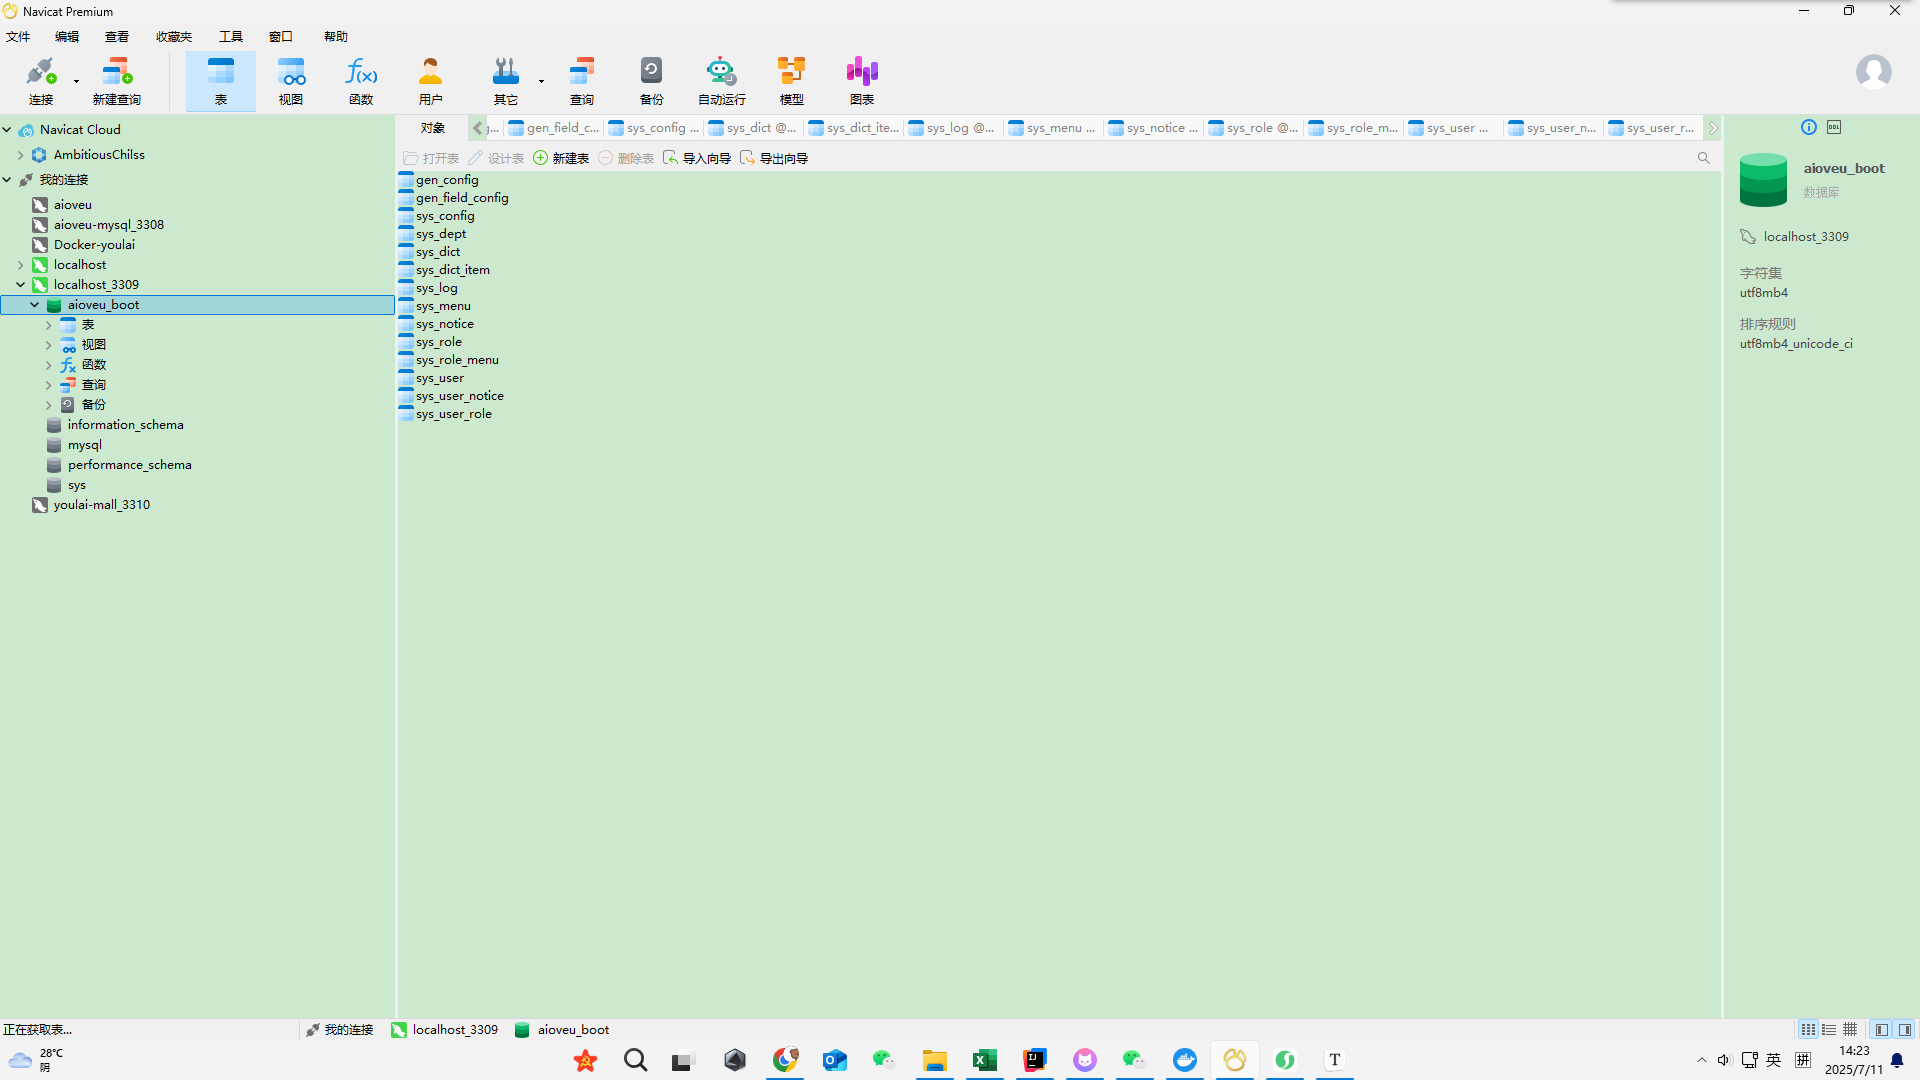 Navicat Premium
文件 编辑 查看 收藏夹 工具 窗口 帮助
连接 新建查询 表 视图 函数 用户 其它 查询 备份 自动运行 模型 图表
Navicat Cloud
AmbitiousChilss
我的连接
aioveu
aioveu-mysql_3308
Docker-youlai
localhost
localhost_3309
aioveu_boot
表
视图
函数
查询
备份
information_schema
mysql
performance_schema
sys
youlai-mall_3310
对象 gen_field_c... sys_config ... sys_dict @... sys_dict_ite... sys_log @... sys_menu ... sys_notice ... sys_role @... sys_role_m... sys_user ... sys_user_n... sys_user_r...
打开表 设计表 新建表 删除表 导入向导 导出向导
gen_config
gen_field_config
sys_config
sys_dept
sys_dict
sys_dict_item
sys_log
sys_menu
sys_notice
sys_role
sys_role_menu
sys_user
sys_user_notice
sys_user_role
DDL
aioveu_boot
数据库
localhost_3309
字符集
utf8mb4
排序规则
utf8mb4_unicode_ci
正在获取表... 我的连接 localhost_3309 aioveu_boot
28°C
阴
英 拼
14:23
2025/7/11